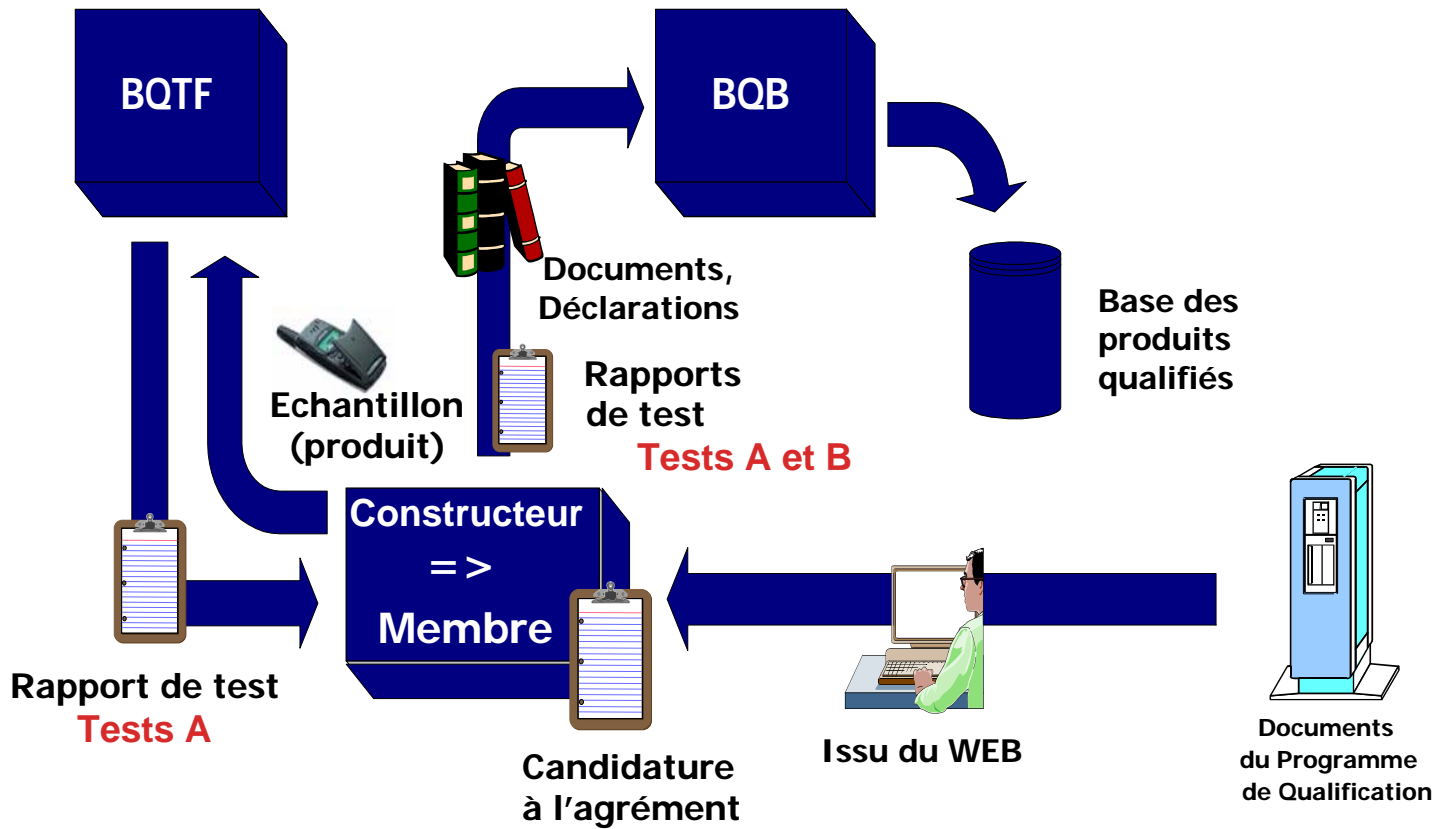 BQTF
BQB
Documents,
Déclarations
Base des
produits
qualifiés
Echantillon
(produit)
Rapports
de test
Tests A et B
Constructeur
=>
Membre
Rapport de test
Tests A
Candidature
à l'agrément
Issu du WEB
Documents
du Programme
de Qualification